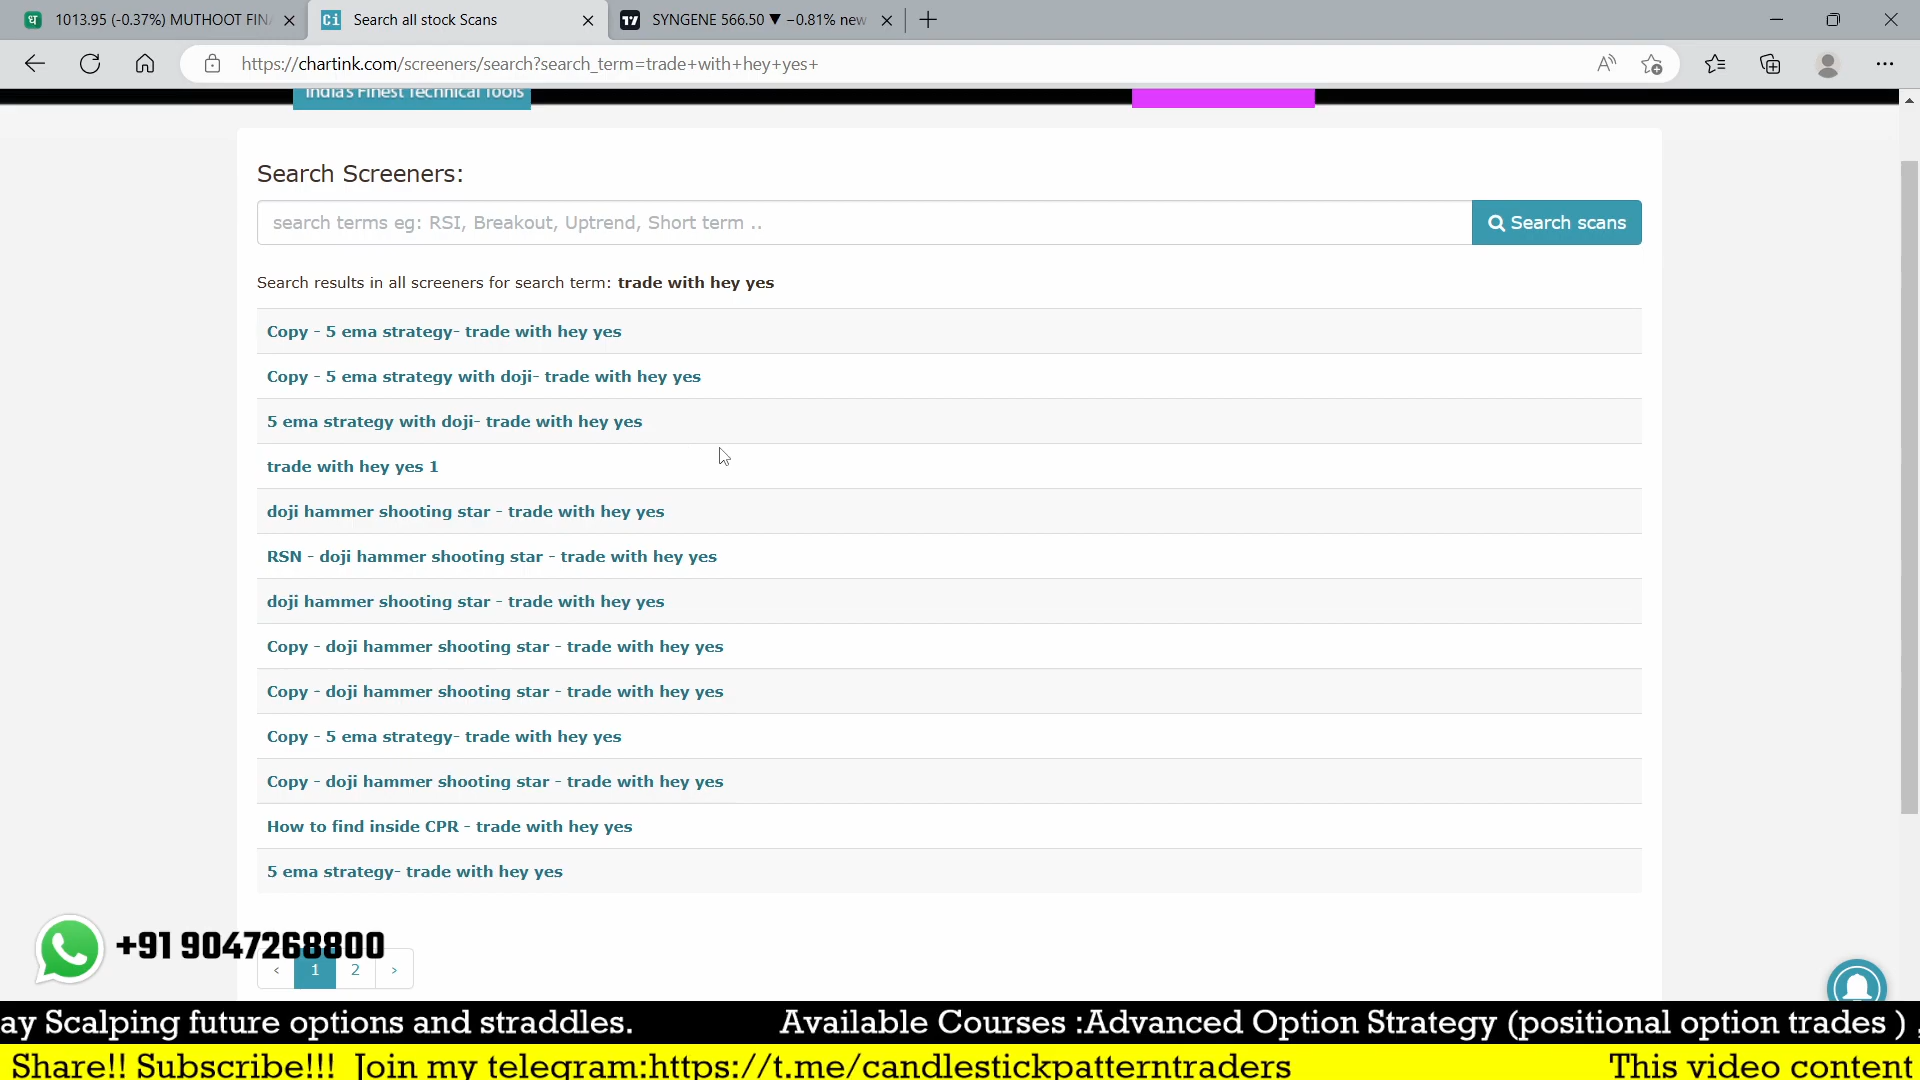 1013.95 (-0.37%) MUTHOOT FIN
Ci Search all stock Scans
SYNGENE 566.50 ▼ −0.81% new
https://chartink.com/screeners/search?search_term=trade+with+hey+yes+
India's Finest Technical Tools
Search Screeners:
search terms eg: RSI, Breakout, Uptrend, Short term ..
Search scans
Search results in all screeners for search term: trade with hey yes
Copy - 5 ema strategy- trade with hey yes
Copy - 5 ema strategy with doji- trade with hey yes
5 ema strategy with doji- trade with hey yes
trade with hey yes 1
doji hammer shooting star - trade with hey yes
RSN - doji hammer shooting star - trade with hey yes
doji hammer shooting star - trade with hey yes
Copy - doji hammer shooting star - trade with hey yes
Copy - doji hammer shooting star - trade with hey yes
Copy - 5 ema strategy- trade with hey yes
Copy - doji hammer shooting star - trade with hey yes
How to find inside CPR - trade with hey yes
5 ema strategy- trade with hey yes
+91 9047268800
‹ 1 2 ›
ay Scalping future options and straddles. Available Courses :Advanced Option Strategy (positional option trades ) ,
Share!! Subscribe!!! Join my telegram:https://t.me/candlestickpatterntraders This video content